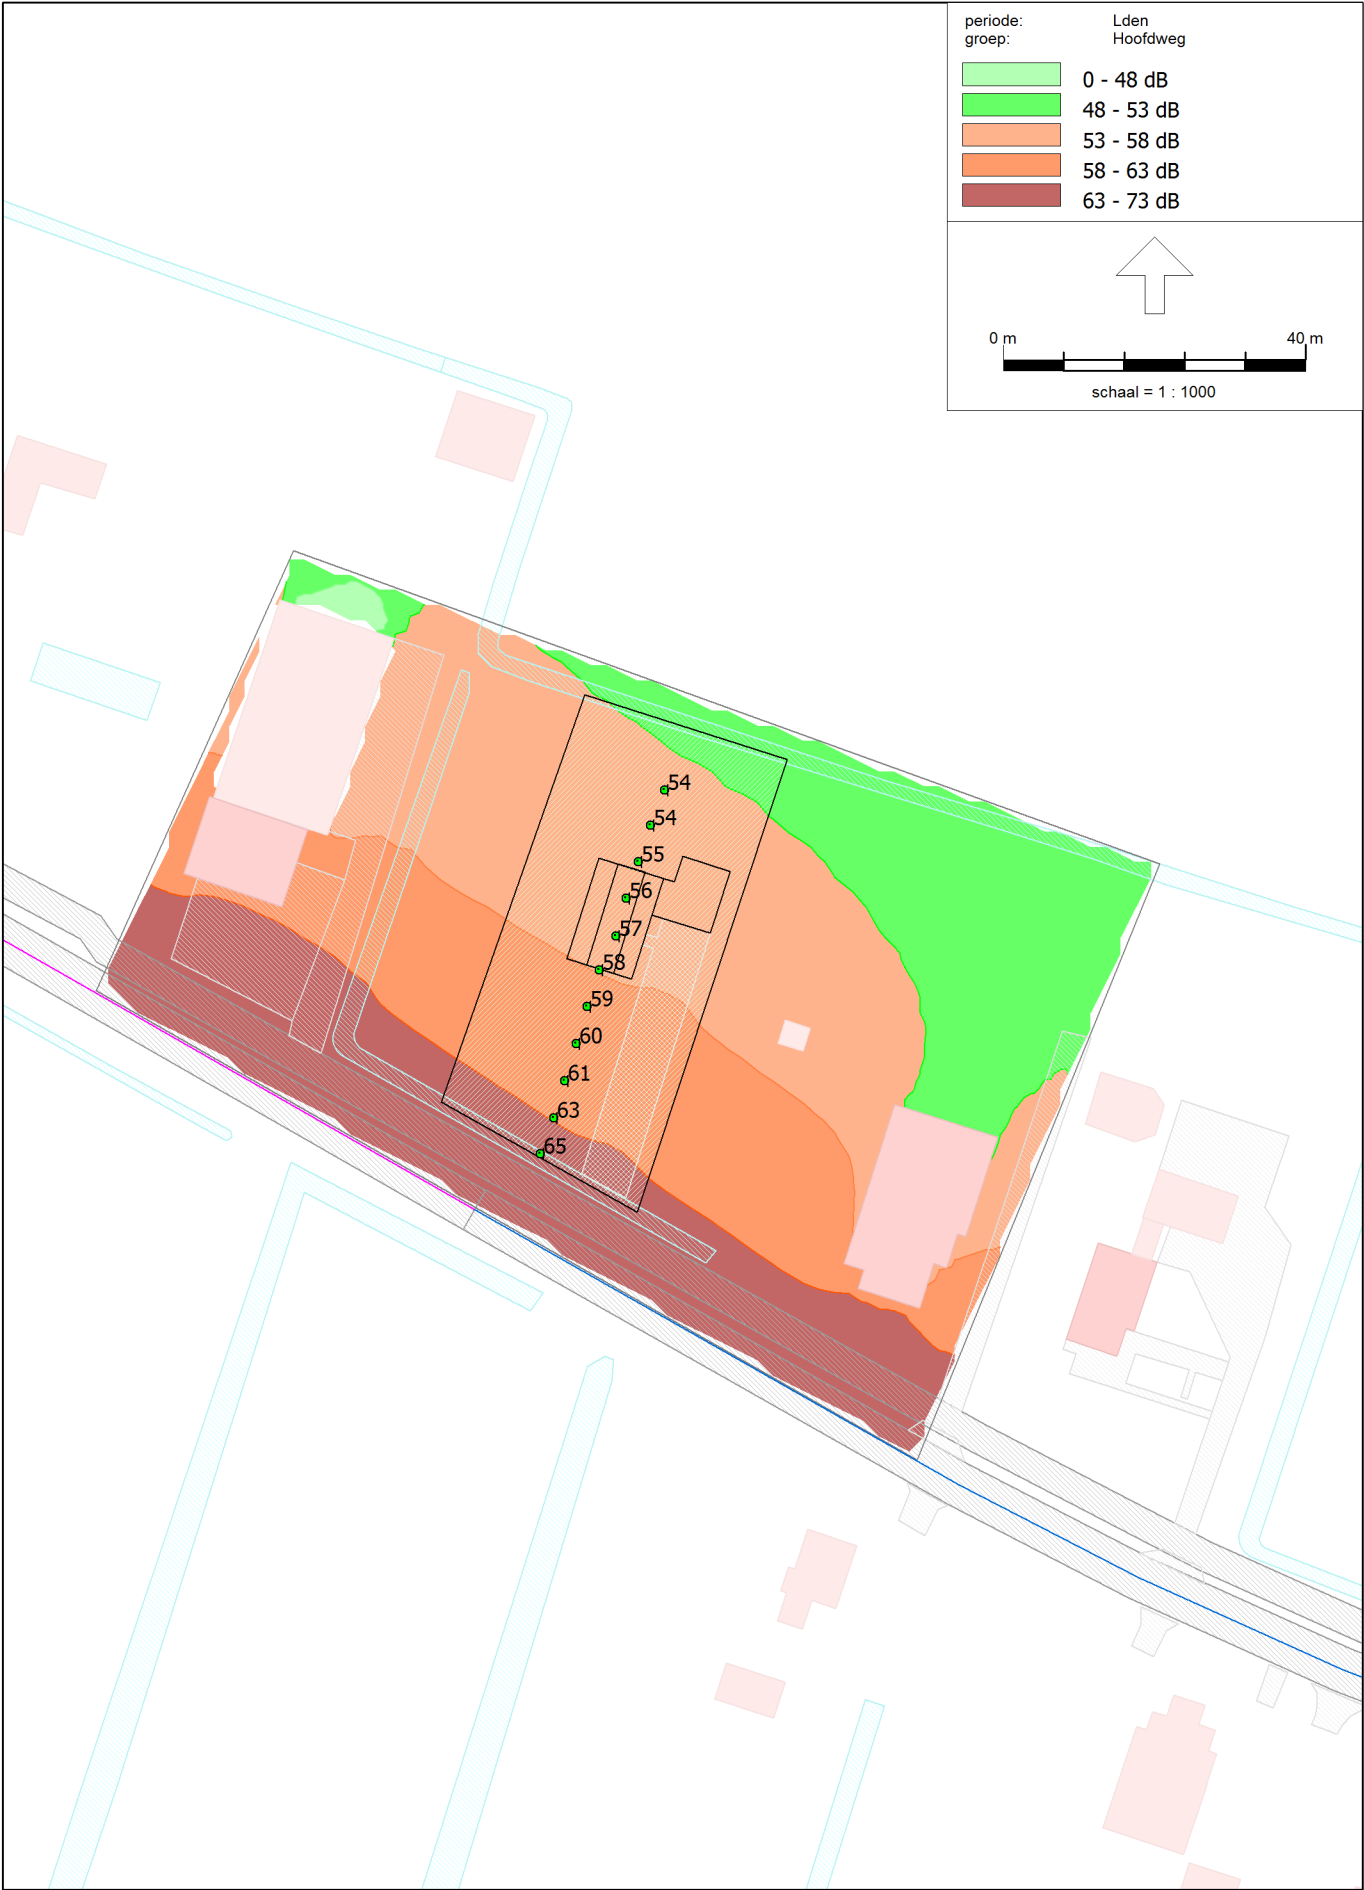 periode: Lden
groep: Hoofdweg
0 - 48 dB
48 - 53 dB
53 - 58 dB
58 - 63 dB
63 - 73 dB
0 m 40 m
schaal = 1 : 1000
54
54
55
56
57
58
59
60
61
63
65